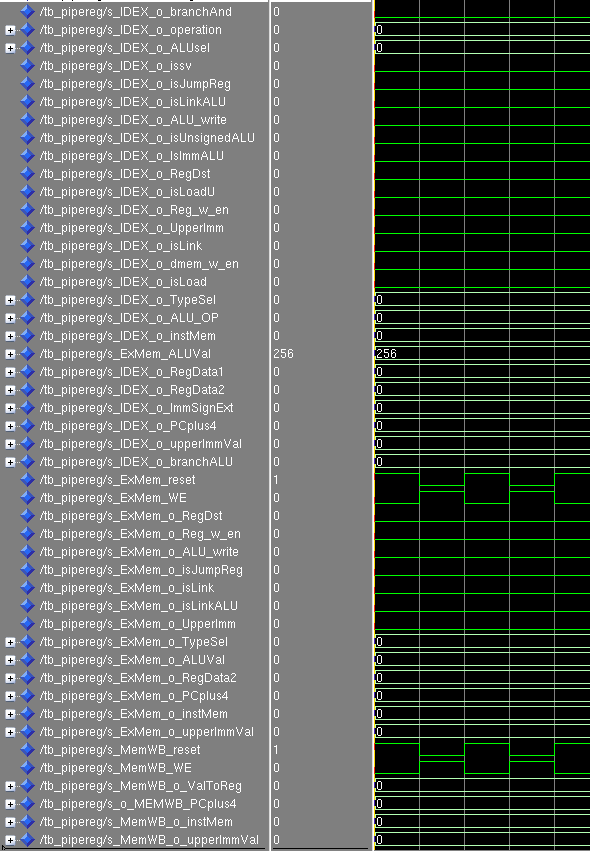 /tb_pipereg/s_IDEX_o_branchAnd 0
/tb_pipereg/s_IDEX_o_operation 0 0
/tb_pipereg/s_IDEX_o_ALUsel 0 0
/tb_pipereg/s_IDEX_o_issv 0
/tb_pipereg/s_IDEX_o_isJumpReg 0
/tb_pipereg/s_IDEX_o_isLinkALU 0
/tb_pipereg/s_IDEX_o_ALU_write 0
/tb_pipereg/s_IDEX_o_isUnsignedALU 0
/tb_pipereg/s_IDEX_o_IsImmALU 0
/tb_pipereg/s_IDEX_o_RegDst 0
/tb_pipereg/s_IDEX_o_isLoadU 0
/tb_pipereg/s_IDEX_o_Reg_w_en 0
/tb_pipereg/s_IDEX_o_UpperImm 0
/tb_pipereg/s_IDEX_o_isLink 0
/tb_pipereg/s_IDEX_o_dmem_w_en 0
/tb_pipereg/s_IDEX_o_isLoad 0
/tb_pipereg/s_IDEX_o_TypeSel 0 0
/tb_pipereg/s_IDEX_o_ALU_OP 0 0
/tb_pipereg/s_IDEX_o_instMem 0 0
/tb_pipereg/s_ExMem_ALUVal 256 256
/tb_pipereg/s_IDEX_o_RegData1 0 0
/tb_pipereg/s_IDEX_o_RegData2 0 0
/tb_pipereg/s_IDEX_o_ImmSignExt 0 0
/tb_pipereg/s_IDEX_o_PCplus4 0 0
/tb_pipereg/s_IDEX_o_upperImmVal 0 0
/tb_pipereg/s_IDEX_o_branchALU 0 0
/tb_pipereg/s_ExMem_reset 1
/tb_pipereg/s_ExMem_WE 0
/tb_pipereg/s_ExMem_o_RegDst 0
/tb_pipereg/s_ExMem_o_Reg_w_en 0
/tb_pipereg/s_ExMem_o_ALU_write 0
/tb_pipereg/s_ExMem_o_isJumpReg 0
/tb_pipereg/s_ExMem_o_isLink 0
/tb_pipereg/s_ExMem_o_isLinkALU 0
/tb_pipereg/s_ExMem_o_UpperImm 0
/tb_pipereg/s_ExMem_o_TypeSel 0 0
/tb_pipereg/s_ExMem_o_ALUVal 0 0
/tb_pipereg/s_ExMem_o_RegData2 0 0
/tb_pipereg/s_ExMem_o_PCplus4 0 0
/tb_pipereg/s_ExMem_o_instMem 0 0
/tb_pipereg/s_ExMem_o_upperImmVal 0 0
/tb_pipereg/s_MemWB_reset 1
/tb_pipereg/s_MemWB_WE 0
/tb_pipereg/s_MemWB_o_ValToReg 0 0
/tb_pipereg/s_o_MEMWB_PCplus4 0 0
/tb_pipereg/s_MemWB_o_instMem 0 0
/tb_pipereg/s_MemWB_o_upperImmVal 0 0